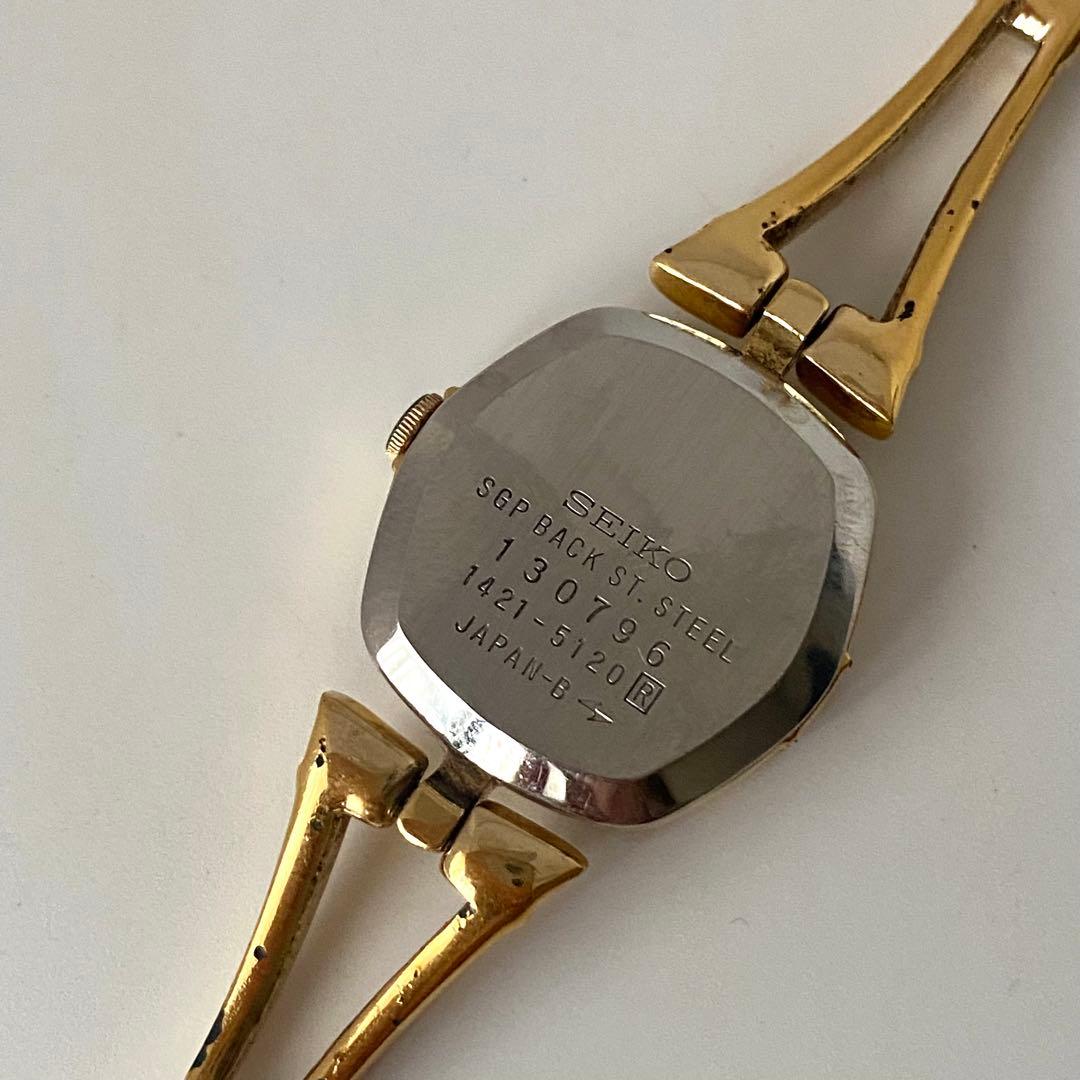 SEIKO
SGP BACK ST. STEEL
130796
1421-5120 R
JAPAN-B